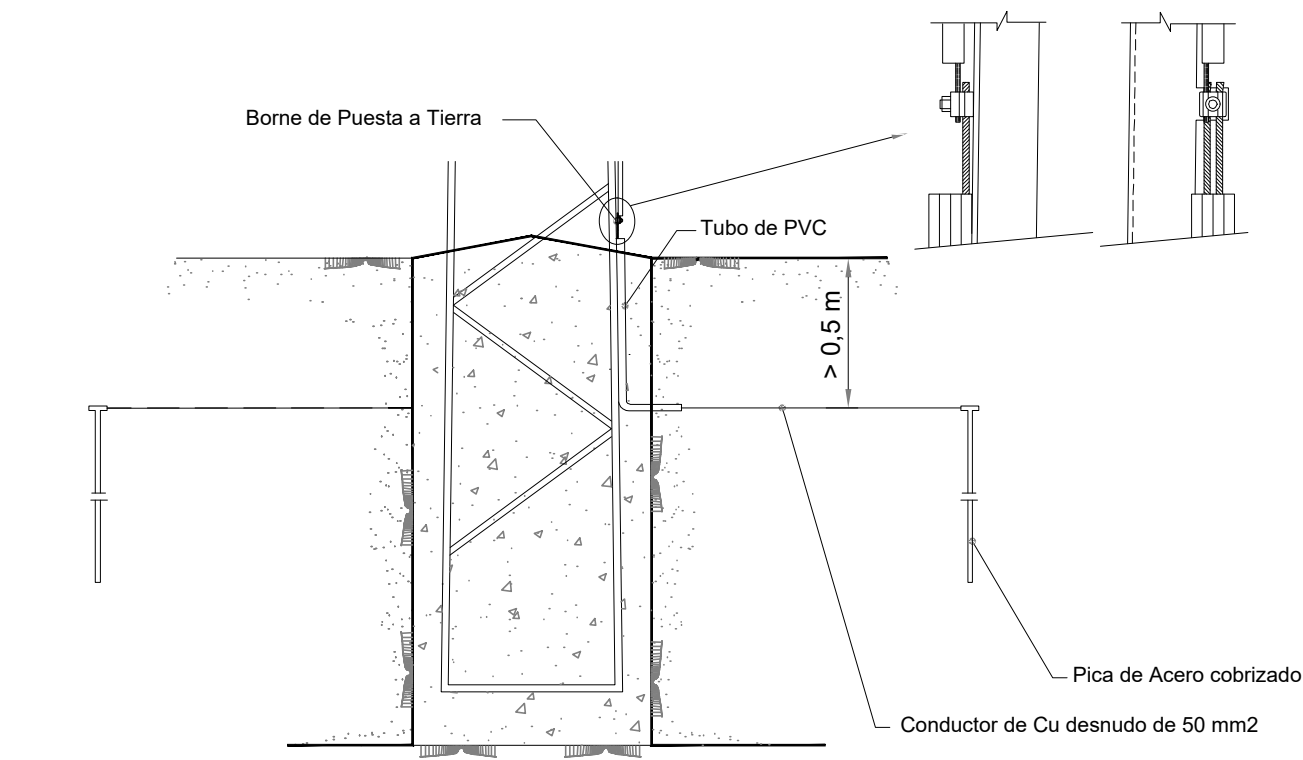 Borne de Puesta a Tierra
Tubo de PVC
> 0,5 m
Pica de Acero cobrizado
Conductor de Cu desnudo de 50 mm2